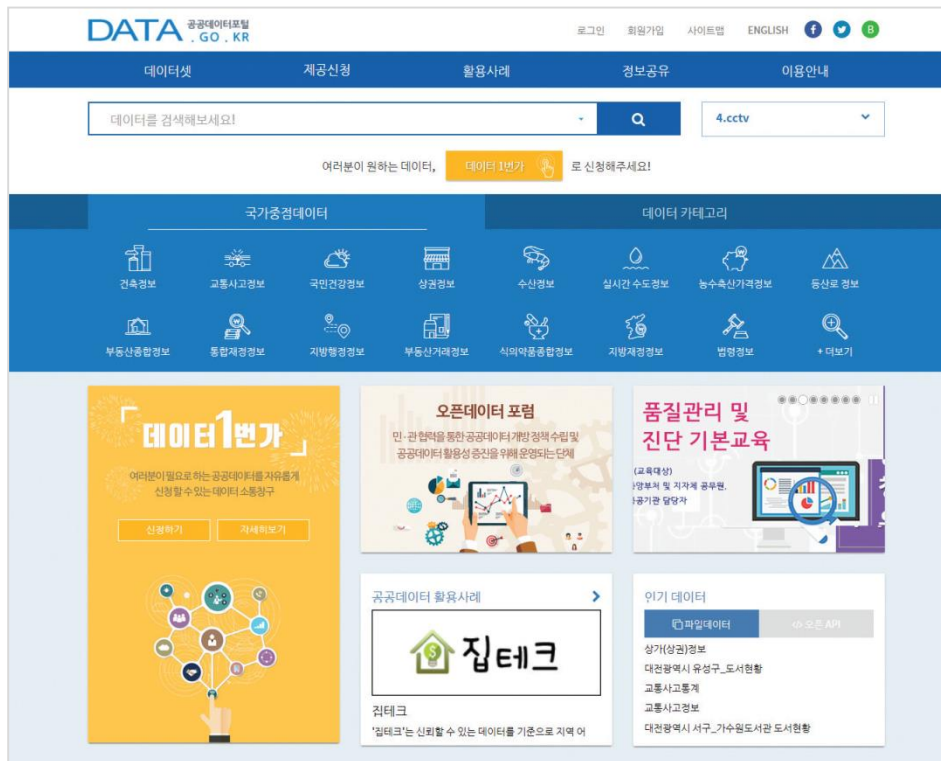 DATA 공공데이터포털
. GO . KR
로그인 회원가입 사이트맵 ENGLISH f B
데이터셋 제공신청 활용사례 정보공유 이용안내
데이터를 검색해보세요!
4.cctv
여러분이 원하는 데이터, 데이터 1번가 로 신청해주세요!
국가중점데이터 데이터 카테고리
건축정보 교통사고정보 국민건강정보 상권정보 수산정보 실시간 수도정보 농수축산가격정보 등산로 정보
부동산종합정보 통합재정정보 지방행정정보 부동산거래정보 식의약품종합정보 지방재정정보 법령정보 + 더보기
「데이터1번가」
여러분이 필요로 하는 공공데이터를 자유롭게
신청할 수 있는 데이터 소통창구
신청하기 자세히보기
오픈데이터 포럼
민·관 협력을 통한 공공데이터 개방 정책 수립 및
공공데이터 활용성 증진을 위해 운영되는 단체
품질관리 및
진단 기본교육
(교육대상)
앙부처 및 지자체 공무원,
공기관 담당자
공공데이터 활용사례
집테크
집테크
'집테크'는 신뢰할 수 있는 데이터를 기준으로 지역 어
인기 데이터
파일데이터 </> 오픈 API
상가(상권)정보
대전광역시 유성구_도서현황
교통사고통계
교통사고정보
대전광역시 서구_가수원도서관 도서현황